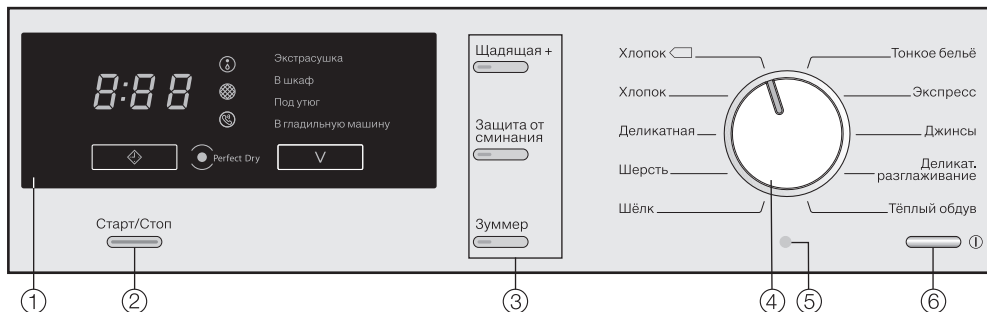 8:88
Экстрасушка
В шкаф
Под утюг
В гладильную машину
Perfect Dry
Старт/Стоп
Щадящая +
Защита от
сминания
Зуммер
Хлопок
Хлопок
Деликатная
Шерсть
Шёлк
Тонкое бельё
Экспресс
Джинсы
Деликат.
разглаживание
Тёплый обдув
1
2
3
4
5
6